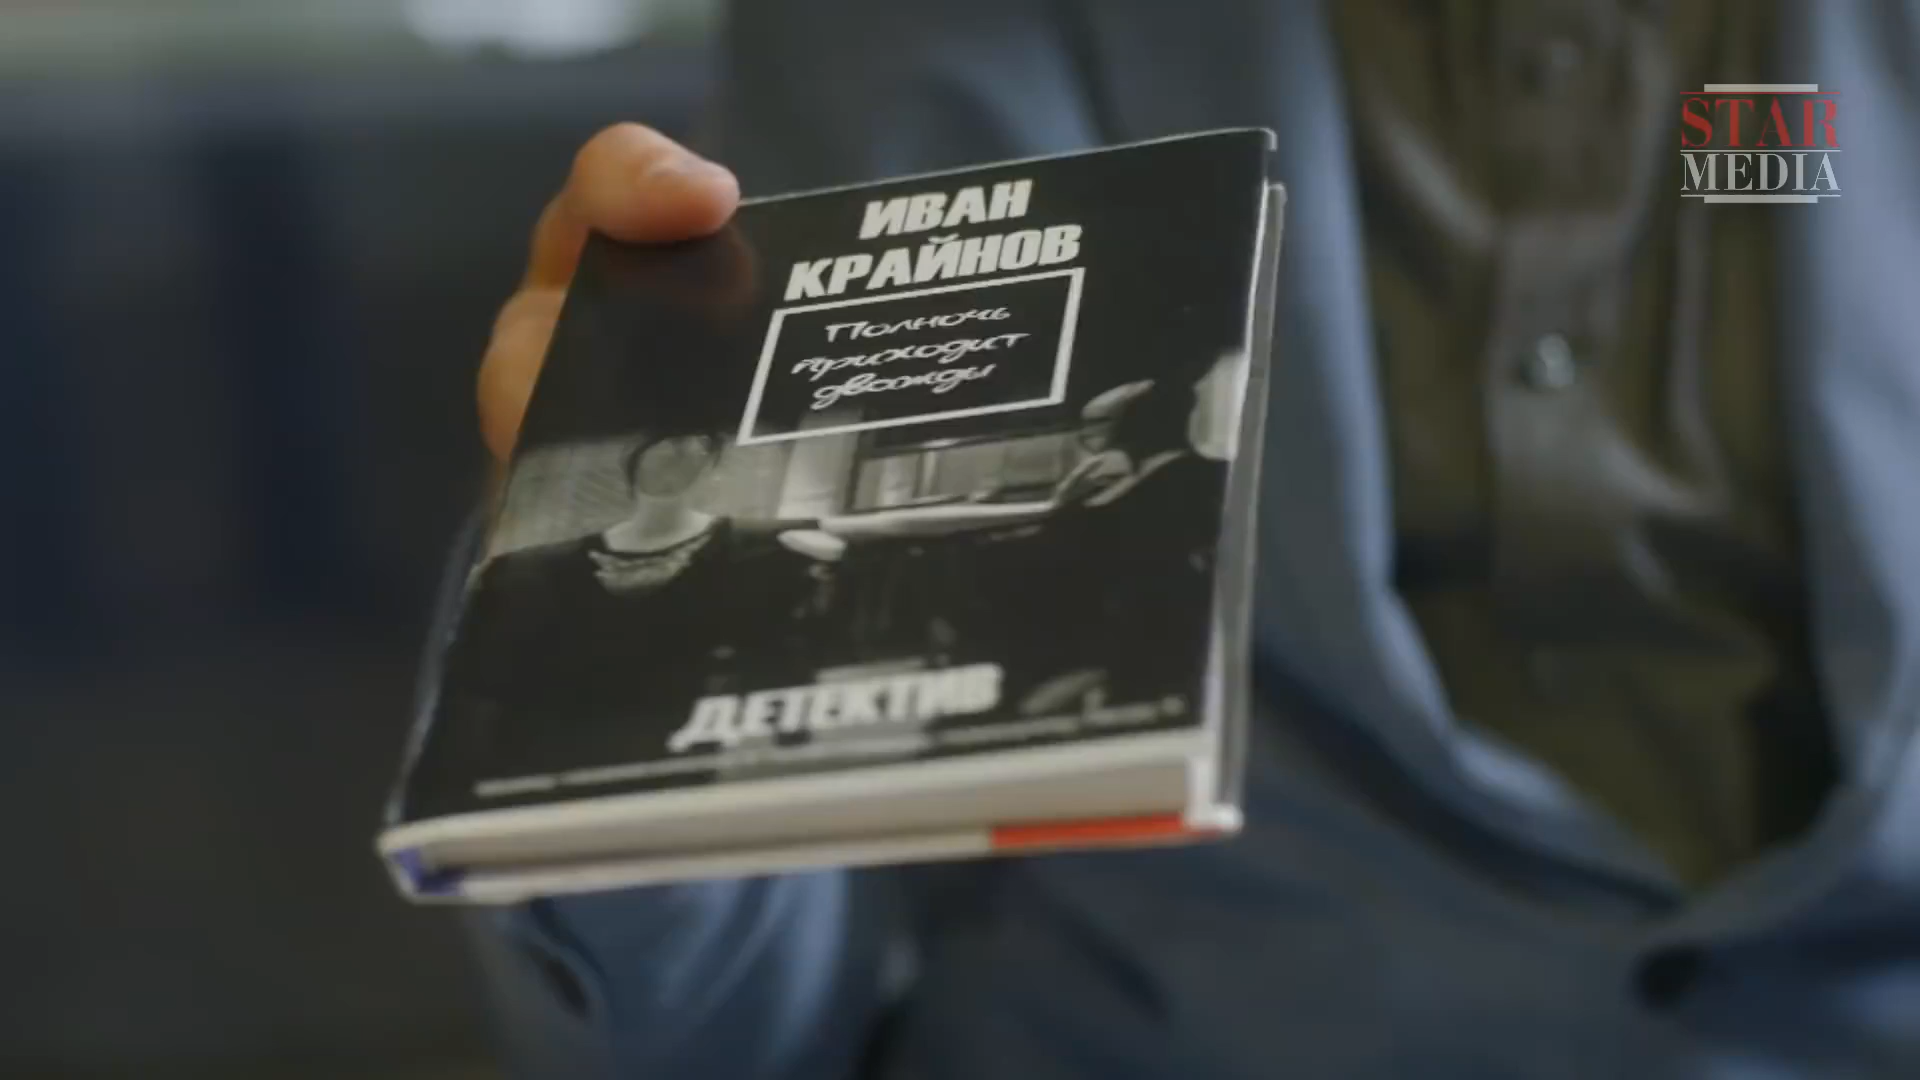 STAR
MEDIA
ИВАН
КРАЙНОВ
Полночь
приходит
дважды
ДЕТЕКТИВ